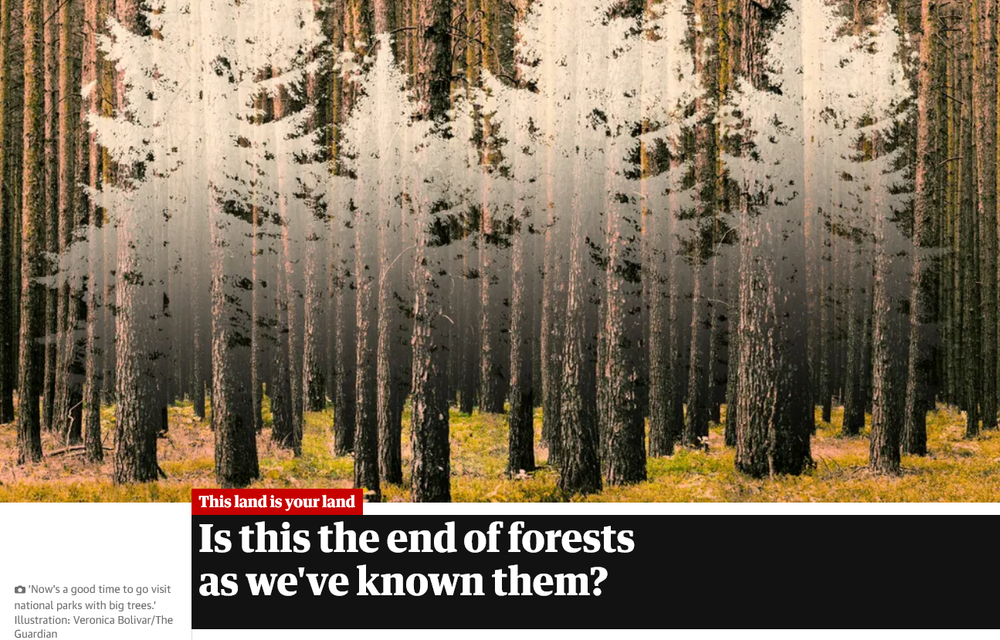 This land is your land
Is this the end of forests
as we've known them?
‘Now’s a good time to go visit
national parks with big trees.’
Illustration: Veronica Bolivar/The
Guardian